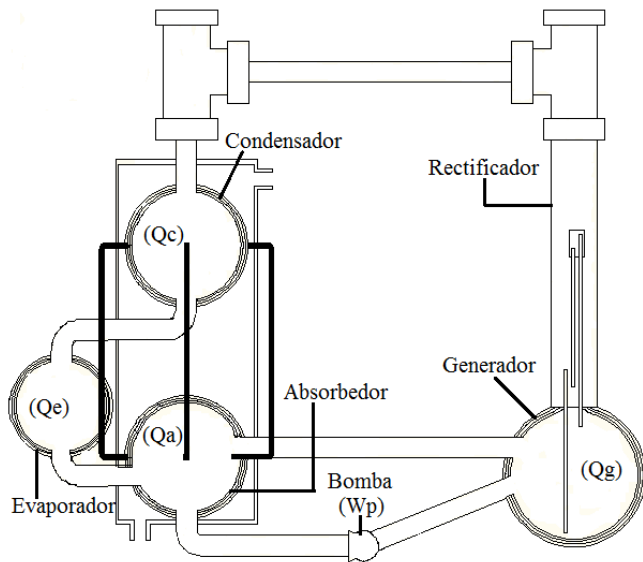 Condensador
Rectificador
(Qc)
Generador
Absorbedor
(Qe)
(Qa)
Bomba
(Wp)
(Qg)
Evaporador